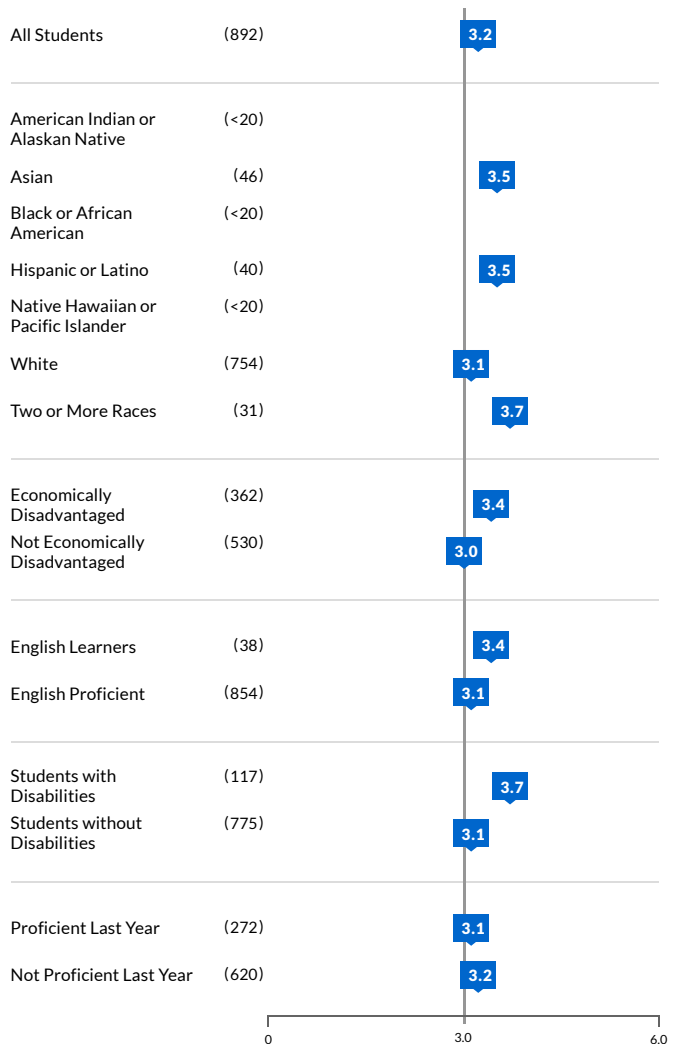 All Students (892) 3.2
American Indian or (<20)
Alaskan Native
Asian (46) 3.5
Black or African (<20)
American
Hispanic or Latino (40) 3.5
Native Hawaiian or (<20)
Pacific Islander
White (754) 3.1
Two or More Races (31) 3.7
Economically (362) 3.4
Disadvantaged
Not Economically (530) 3.0
Disadvantaged
English Learners (38) 3.4
English Proficient (854) 3.1
Students with (117) 3.7
Disabilities
Students without (775) 3.1
Disabilities
Proficient Last Year (272) 3.1
Not Proficient Last Year (620) 3.2
0 3.0 6.0